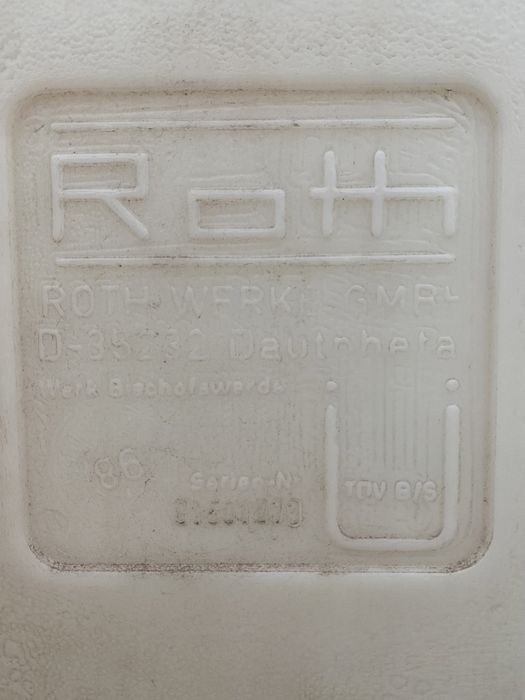 Roth
ROTH WERKE GMBH
D-35232 Dautphetal
Werk Bischofswerda
86
Serien-Nr
Ü
TÜV B/S